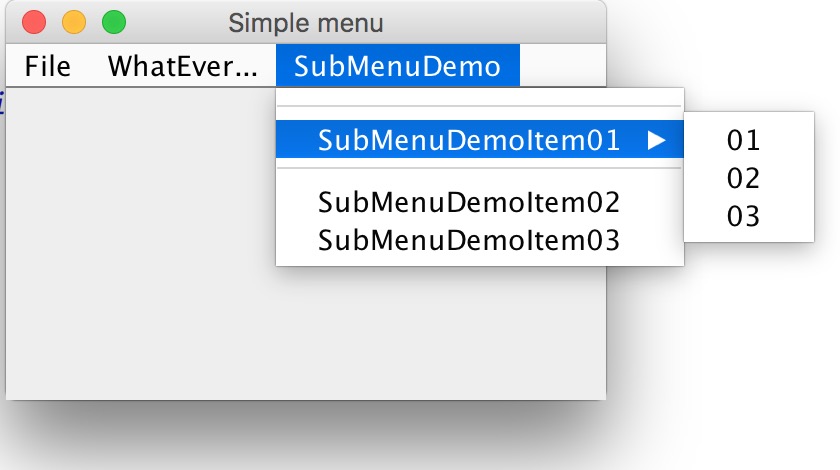 Simple menu
File WhatEver... SubMenuDemo
SubMenuDemoItem01
01
02
03
SubMenuDemoItem02
SubMenuDemoItem03